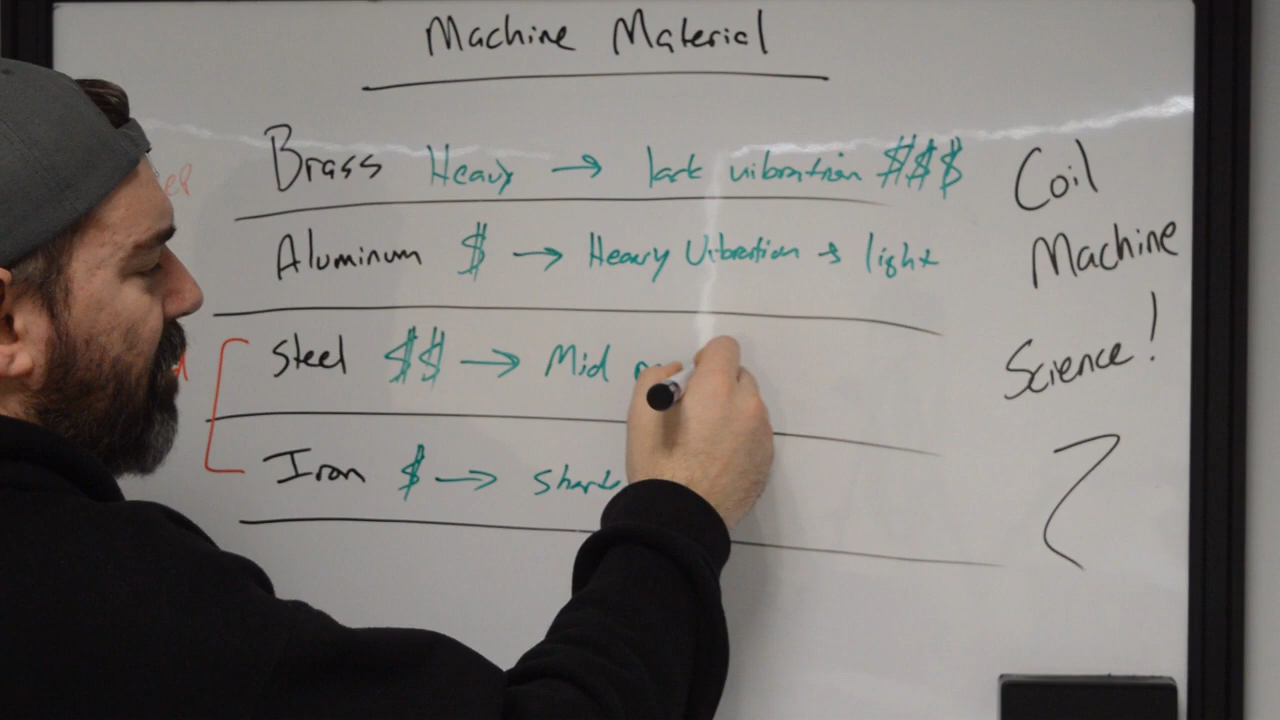 Machine Material
Brass Heavy → lack vibration $$$
Aluminum $ → Heavy Vibration → light
Steel $$ → Mid
Iron $ →
Coil
Machine
Science!